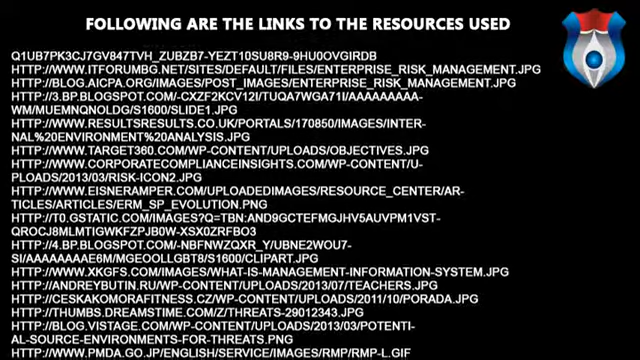 FOLLOWING ARE THE LINKS TO THE RESOURCES USED
Q1UB7PK3CJ7GV847TVH_ZUBZB7-YEZT10SU8R9-9HU0OVGIRDB
HTTP://WWW.ITFORUMBG.NET/SITES/DEFAULT/FILES/ENTERPRISE_RISK_MANAGEMENT.JPG
HTTP://BLOG.AICPA.ORG/IMAGES/POST_IMAGES/ENTERPRISE_RISK_MANAGEMENT.JPG
HTTP://3.BP.BLOGSPOT.COM/-CXZF2KCV12I/TUQA7WGA71I/AAAAAAAAA-
WM/MUEMNQNOLDG/S1600/SLIDE1.JPG
HTTP://WWW.RESULTSRESULTS.CO.UK/PORTALS/170850/IMAGES/INTER-
NAL%20ENVIRONMENT%20ANALYSIS.JPG
HTTP://WWW.TARGET360.COM/WP-CONTENT/UPLOADS/OBJECTIVES.JPG
HTTP://WWW.CORPORATECOMPLIANCEINSIGHTS.COM/WP-CONTENT/U-
PLOADS/2013/03/RISK-ICON2.JPG
HTTP://WWW.EISNERAMPER.COM/UPLOADEDIMAGES/RESOURCE_CENTER/AR-
TICLES/ARTICLES/ERM_SP_EVOLUTION.PNG
HTTP://T0.GSTATIC.COM/IMAGES?Q=TBN:AND9GCTEFMGJHV5AUVPM1VST-
QROCJ8MLMTIGWKFZPJB0W-XSX0ZRFBO3
HTTP://4.BP.BLOGSPOT.COM/-NBFNWZQXR_Y/UBNE2WOU7-
SI/AAAAAAAAE6M/MGEOOLLGBT8/S1600/CLIPART.JPG
HTTP://WWW.XKGFS.COM/IMAGES/WHAT-IS-MANAGEMENT-INFORMATION-SYSTEM.JPG
HTTP://ANDREYBUTIN.RU/WP-CONTENT/UPLOADS/2013/07/TEACHERS.JPG
HTTP://CESKAKOMORAFITNESS.CZ/WP-CONTENT/UPLOADS/2011/10/PORADA.JPG
HTTP://THUMBS.DREAMSTIME.COM/Z/THREATS-29012343.JPG
HTTP://BLOG.VISTAGE.COM/WP-CONTENT/UPLOADS/2013/03/POTENTI-
AL-SOURCE-ENVIRONMENTS-FOR-THREATS.PNG
HTTP://WWW.PMDA.GO.JP/ENGLISH/SERVICE/IMAGES/RMP/RMP-L.GIF